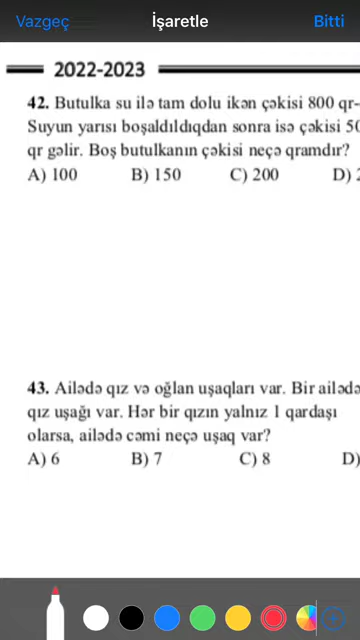 Vazgeç İşaretle Bitti
2022-2023
42. Butulka su ilə tam dolu ikən çəkisi 800 qr-
Suyun yarısı boşaldıldıqdan sonra isə çəkisi
qr gəlir. Boş butulkanın çəkisi neçə qramdır?
A) 100 B) 150 C) 200 D)
43. Ailədə qız və oğlan uşaqları var. Bir ailədə
qız uşağı var. Hər bir qızın yalnız 1 qardaşı
olarsa, ailədə cəmi neçə uşaq var?
A) 6 B) 7 C) 8 D)